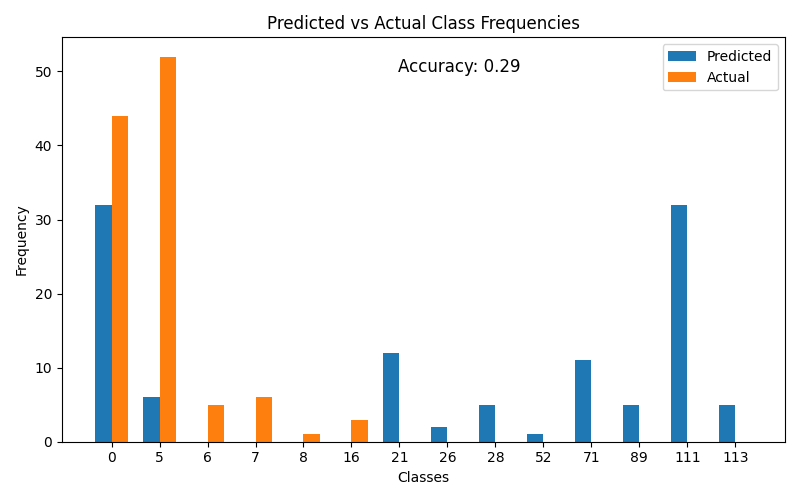 Predicted vs Actual Class Frequencies
Accuracy: 0.29
Predicted
Actual
Frequency
50
40
30
20
10
0
0 5 6 7 8 16 21 26 28 52 71 89 111 113
Classes